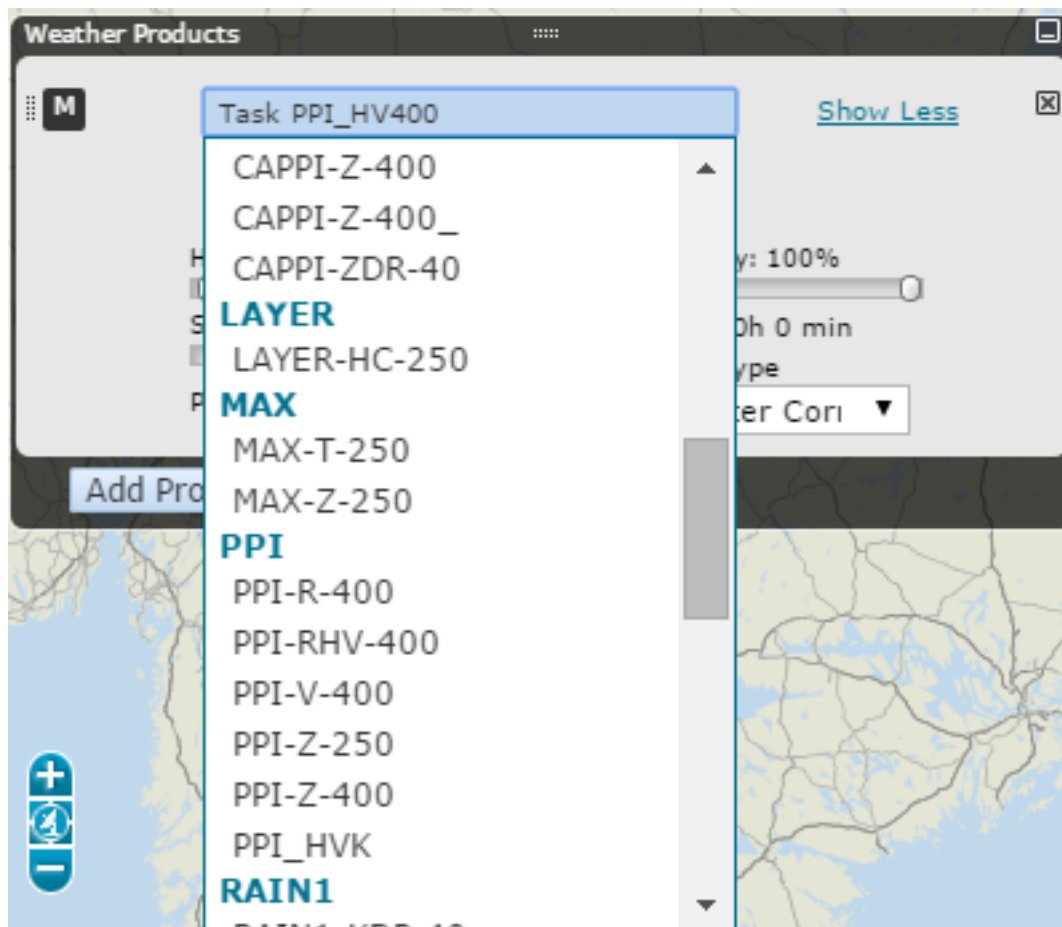 Weather Products
M
Task PPI_HV400
Show Less
CAPPI-Z-400
CAPPI-Z-400_
CAPPI-ZDR-40
y: 100%
LAYER
0h 0 min
LAYER-HC-250
ype
MAX
ter Corr
MAX-T-250
Add Pro
MAX-Z-250
PPI
PPI-R-400
PPI-RHV-400
PPI-V-400
PPI-Z-250
PPI-Z-400
PPI_HVK
RAIN1